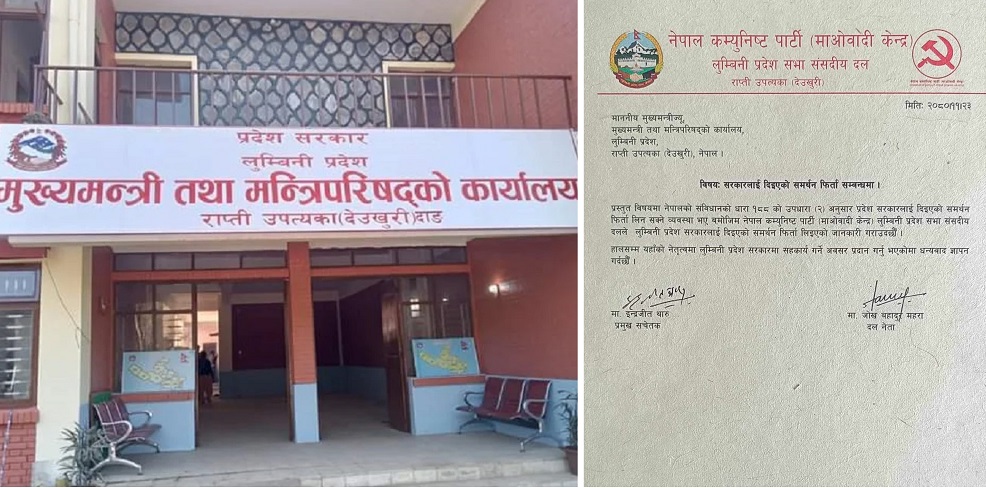 प्रदेश सरकार
लुम्बिनी प्रदेश
मुख्यमन्त्री तथा मन्त्रिपरिषद्को कार्यालय
राप्ती उपत्यका(देउखुरी)दाङ
नेपाल कम्युनिष्ट पार्टी (माओवादी केन्द्र)
लुम्बिनी प्रदेश सभा संसदीय दल
राप्ती उपत्यका (देउखुरी)
मितिः २०८०।११।२३
माननीय मुख्यमन्त्रीज्यू,
मुख्यमन्त्री तथा मन्त्रिपरिषद्को कार्यालय,
लुम्बिनी प्रदेश,
राप्ती उपत्यका (देउखुरी), नेपाल ।
विषयः सरकारलाई दिइएको समर्थन फिर्ता सम्बन्धमा ।
प्रस्तुत विषयमा नेपालको संविधानको धारा १८८ को उपधारा (२) अनुसार प्रदेश सरकारलाई दिइएको समर्थन
फिर्ता लिन सक्ने व्यवस्था भए बमोजिम नेपाल कम्युनिष्ट पार्टी (माओवादी केन्द्र) लुम्बिनी प्रदेश सभा संसदीय
दलले लुम्बिनी प्रदेश सरकारलाई दिइएको समर्थन फिर्ता लिइएको जानकारी गराउदछौं ।
हालसम्म यहाँको नेतृत्वमा लुम्बिनी प्रदेश सरकारमा सहकार्य गर्ने अवसर प्रदान गर्नु भएकोमा धन्यवाद ज्ञापन
गर्दछौं ।
मा. इन्द्रजीत थारु
प्रमुख सचेतक
मा. जोख बहादुर महरा
दल नेता